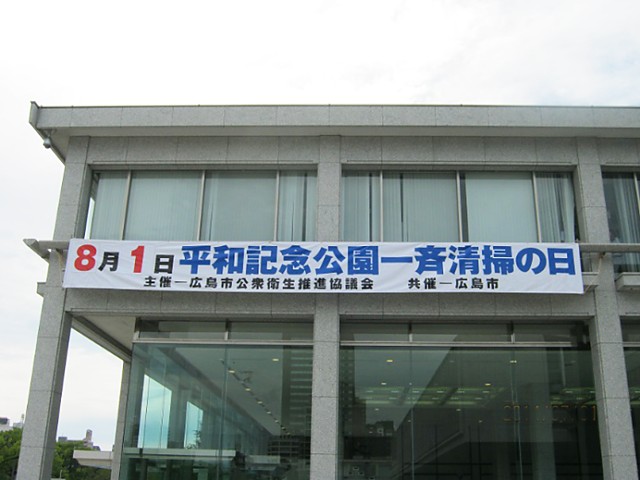 8月1日 平和記念公園一斉清掃の日
主催ー広島市公衆衛生推進協議会 共催ー広島市